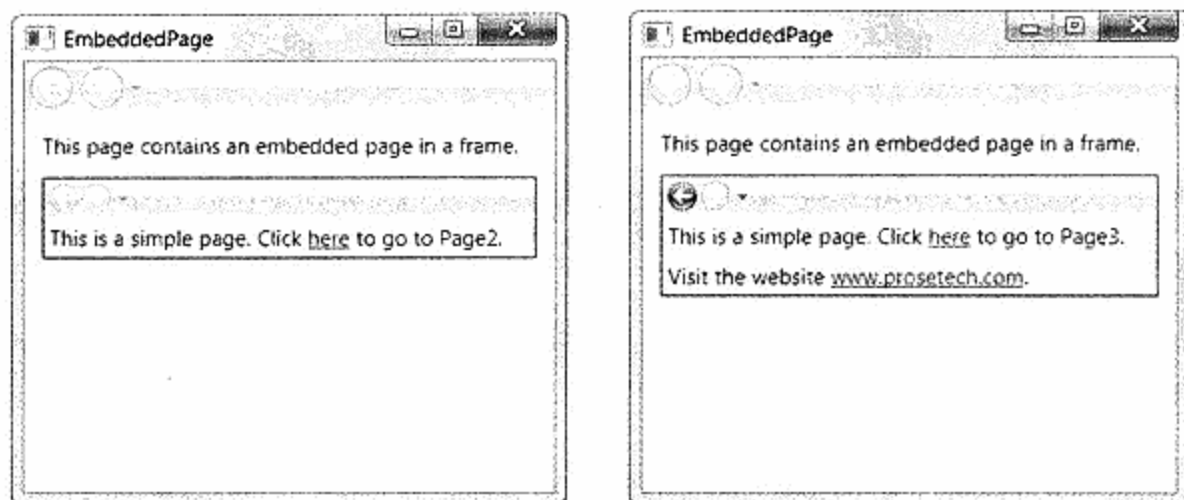 EmbeddedPage
This page contains an embedded page in a frame.
This is a simple page. Click here to go to Page2.
EmbeddedPage
This page contains an embedded page in a frame.
This is a simple page. Click here to go to Page3.
Visit the website www.prosetech.com.